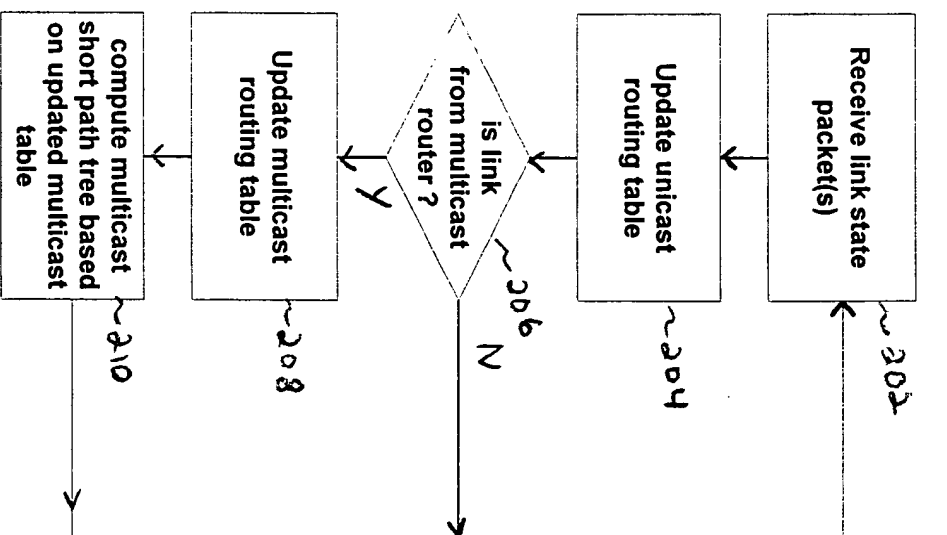 Receive link state
packet(s)
~202
Update unicast
routing table
~204
is link
from multicast
router ?
~206
N
Y
Update multicast
routing table
~208
compute multicast
short path tree based
on updated multicast
table
~210